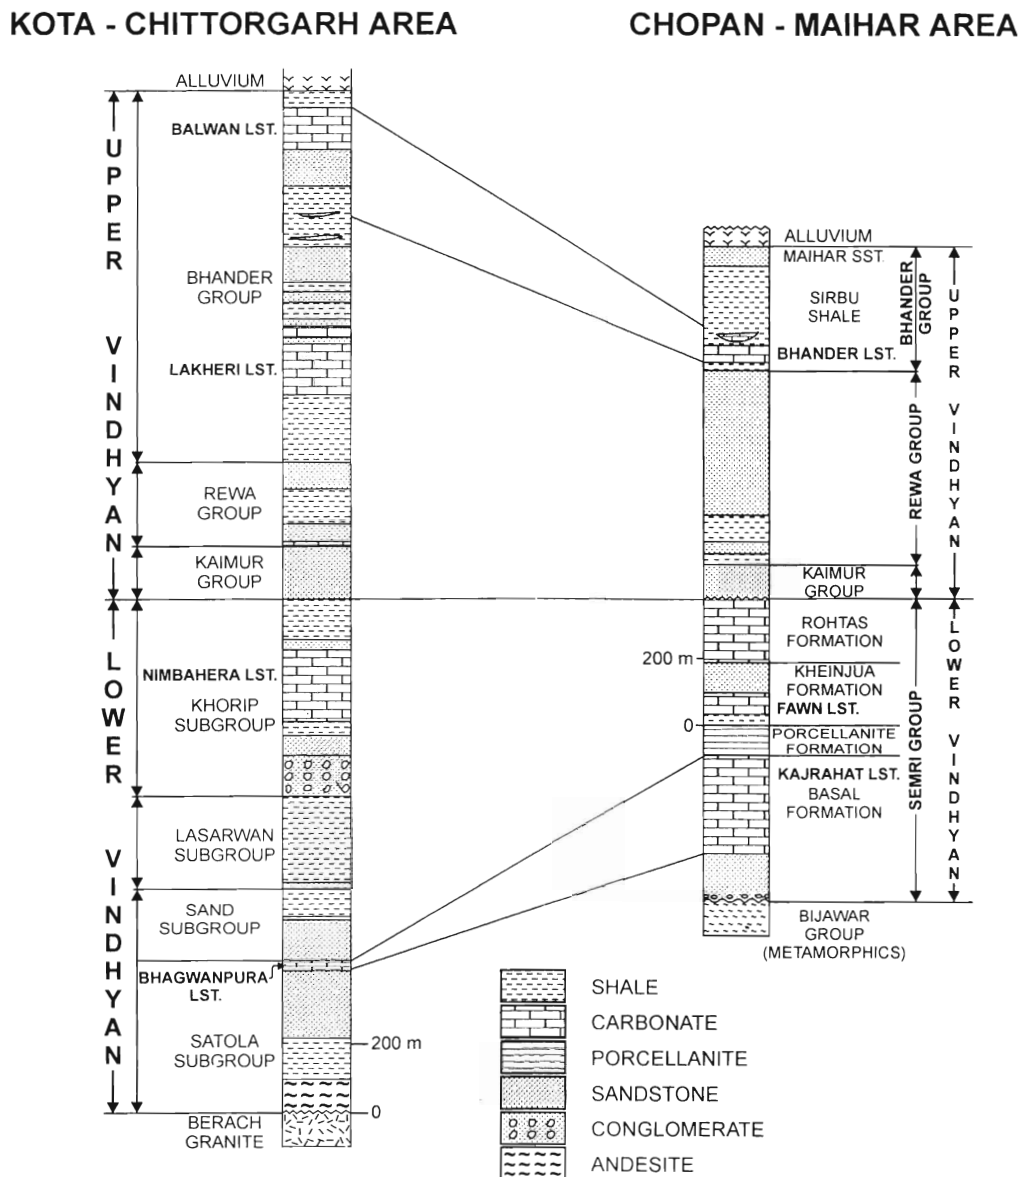 KOTA - CHITTORGARH AREA
CHOPAN - MAIHAR AREA
ALLUVIUM
BALWAN LST.
BHANDER
GROUP
LAKHERI LST.
REWA
GROUP
KAIMUR
GROUP
NIMBAHERA LST.
KHORIP
SUBGROUP
LASARWAN
SUBGROUP
SAND
SUBGROUP
BHAGWANPURA
LST.
SATOLA
SUBGROUP
BERACH
GRANITE
UPPER VINDHYAN
LOWER VINDHYAN
200 m
0
ALLUVIUM
MAIHAR SST.
SIRBU
SHALE
BHANDER LST.
KAIMUR
GROUP
ROHTAS
FORMATION
KHEINJUA
FORMATION
FAWN LST.
PORCELLANITE
FORMATION
KAJRAHAT LST.
BASAL
FORMATION
BIJAWAR
GROUP
(METAMORPHICS)
200 m
0
BHANDER
GROUP
REWA GROUP
SEMRI GROUP
UPPER VINDHYAN
LOWER VINDHYAN
SHALE
CARBONATE
PORCELLANITE
SANDSTONE
CONGLOMERATE
ANDESITE